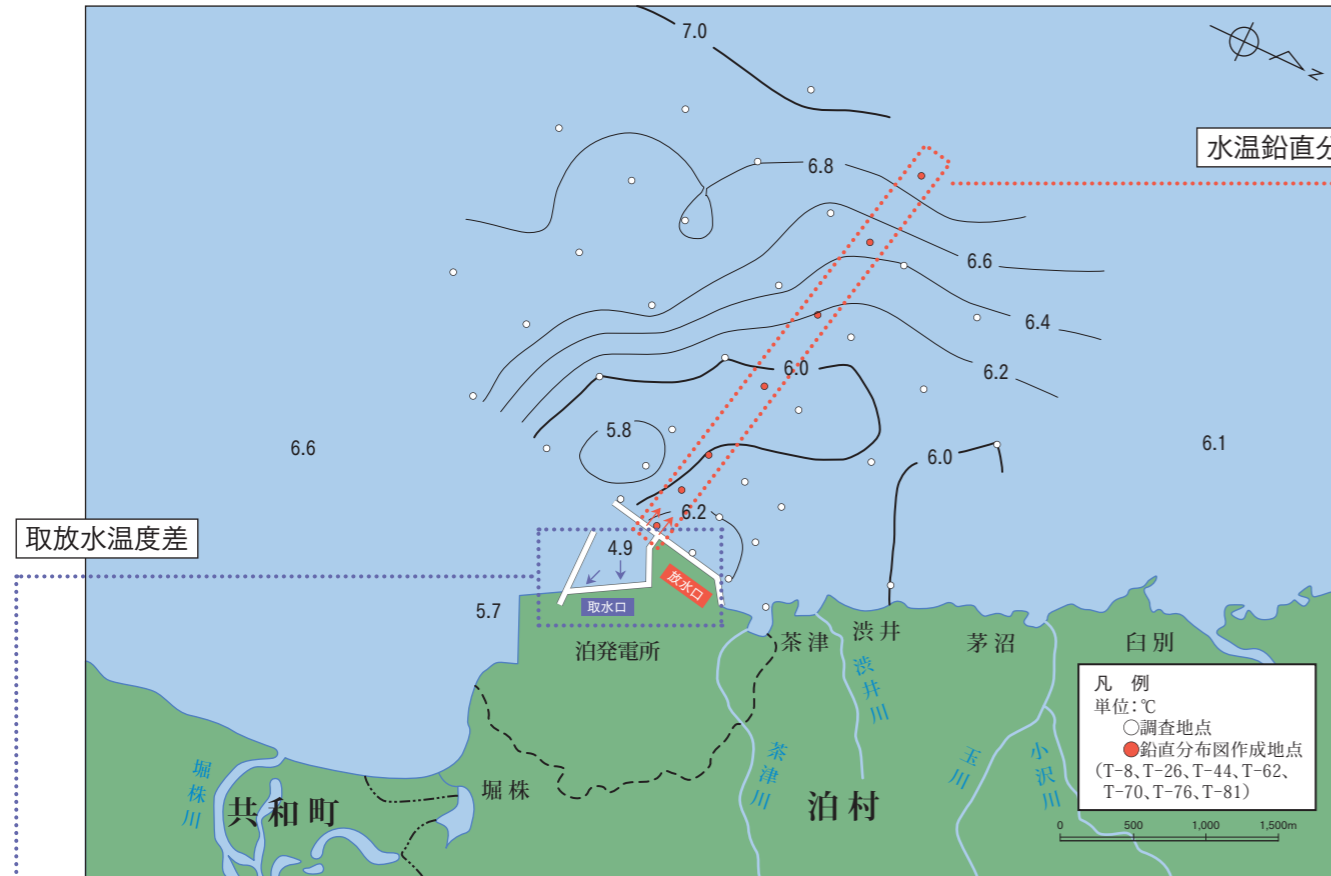 7.0
N
水温鉛直分
6.8
6.6
6.4
6.2
6.0
5.8
6.6
6.0
6.1
6.2
取放水温度差
4.9
放水口
取水口
5.7
泊発電所
茶津
渋井
茅沼
臼別
渋井川
茶津川
玉川
小沢川
堀株川
共和町
堀株
泊村
凡 例
単位：℃
○調査地点
●鉛直分布図作成地点
（T-8、T-26、T-44、T-62、
T-70、T-76、T-81）
0 500 1,000 1,500m